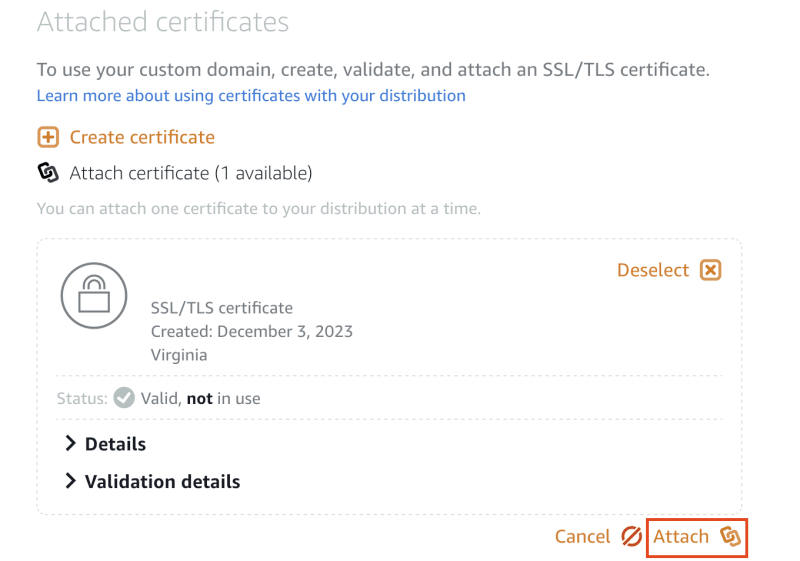 Attached certificates
To use your custom domain, create, validate, and attach an SSL/TLS certificate.
Learn more about using certificates with your distribution
Create certificate
Attach certificate (1 available)
You can attach one certificate to your distribution at a time.
Deselect
SSL/TLS certificate
Created: December 3, 2023
Virginia
Status: Valid, not in use
Details
Validation details
Cancel Attach